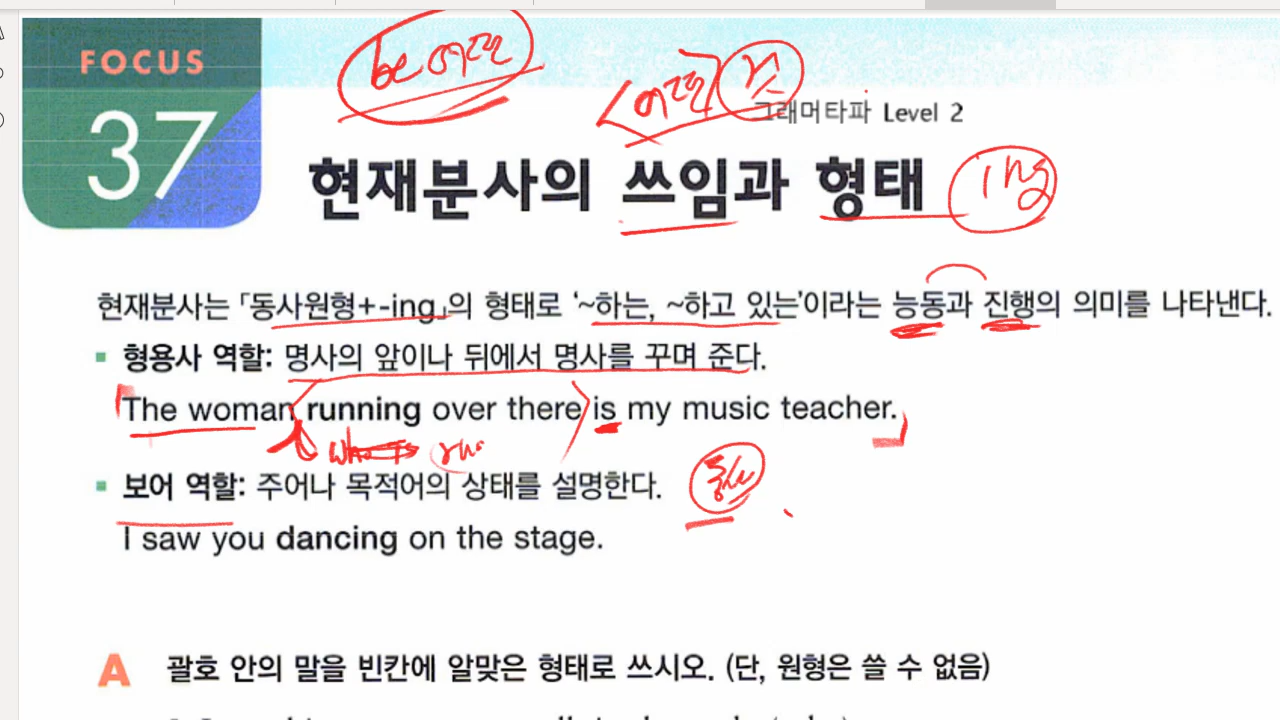 FOCUS
37
be 어떤
어떤 것
그래머타파 Level 2
현재분사의 쓰임과 형태
ing
현재분사는 「동사원형+-ing」의 형태로 '~하는, ~하고 있는'이라는 능동과 진행의 의미를 나타낸다.
형용사 역할: 명사의 앞이나 뒤에서 명사를 꾸며 준다.
The woman running over there is my music teacher.
보어 역할: 주어나 목적어의 상태를 설명한다.
I saw you dancing on the stage.
A 괄호 안의 말을 빈칸에 알맞은 형태로 쓰시오. (단, 원형은 쓸 수 없음)